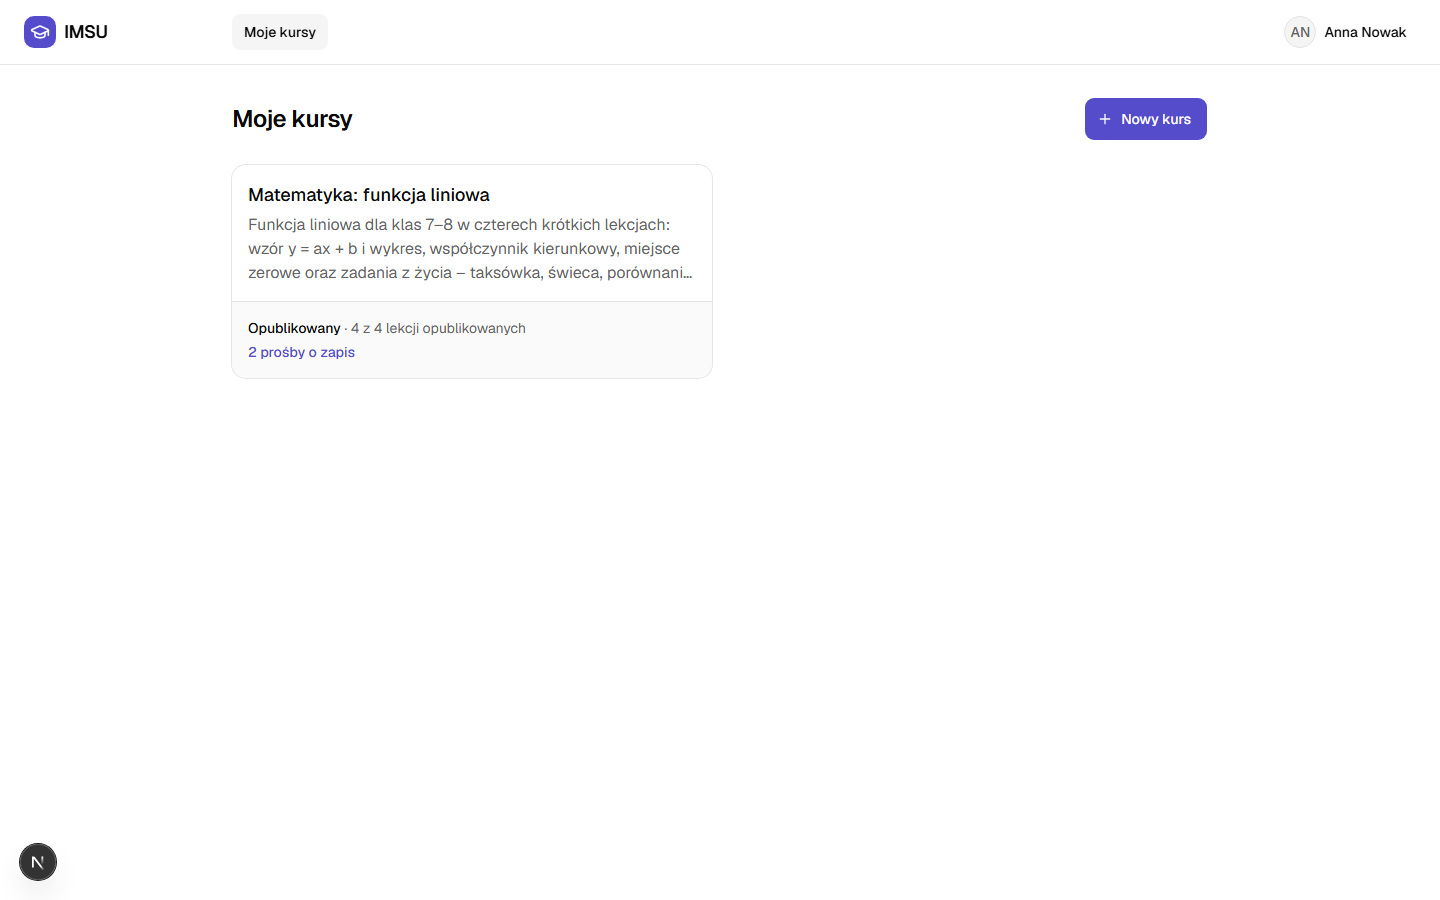 IMSU
Moje kursy
AN
Anna Nowak
Moje kursy
+ Nowy kurs
Matematyka: funkcja liniowa
Funkcja liniowa dla klas 7–8 w czterech krótkich lekcjach:
wzór y = ax + b i wykres, współczynnik kierunkowy, miejsce
zerowe oraz zadania z życia – taksówka, świeca, porównani...
Opublikowany · 4 z 4 lekcji opublikowanych
2 prośby o zapis
N